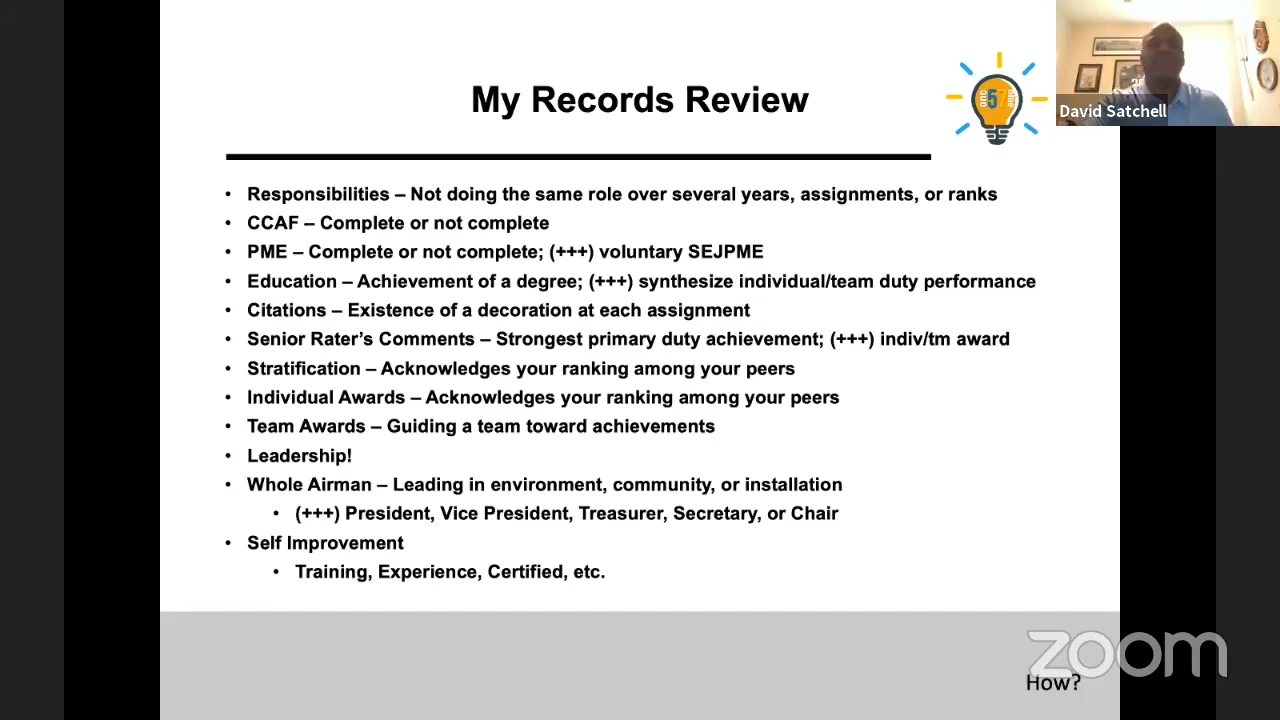 My Records Review
one 57 nine
David Satchell
• Responsibilities – Not doing the same role over several years, assignments, or ranks
• CCAF – Complete or not complete
• PME – Complete or not complete; (+++) voluntary SEJPME
• Education – Achievement of a degree; (+++) synthesize individual/team duty performance
• Citations – Existence of a decoration at each assignment
• Senior Rater’s Comments – Strongest primary duty achievement; (+++) indiv/tm award
• Stratification – Acknowledges your ranking among your peers
• Individual Awards – Acknowledges your ranking among your peers
• Team Awards – Guiding a team toward achievements
• Leadership!
• Whole Airman – Leading in environment, community, or installation
• (+++) President, Vice President, Treasurer, Secretary, or Chair
• Self Improvement
• Training, Experience, Certified, etc.
zoom
How?